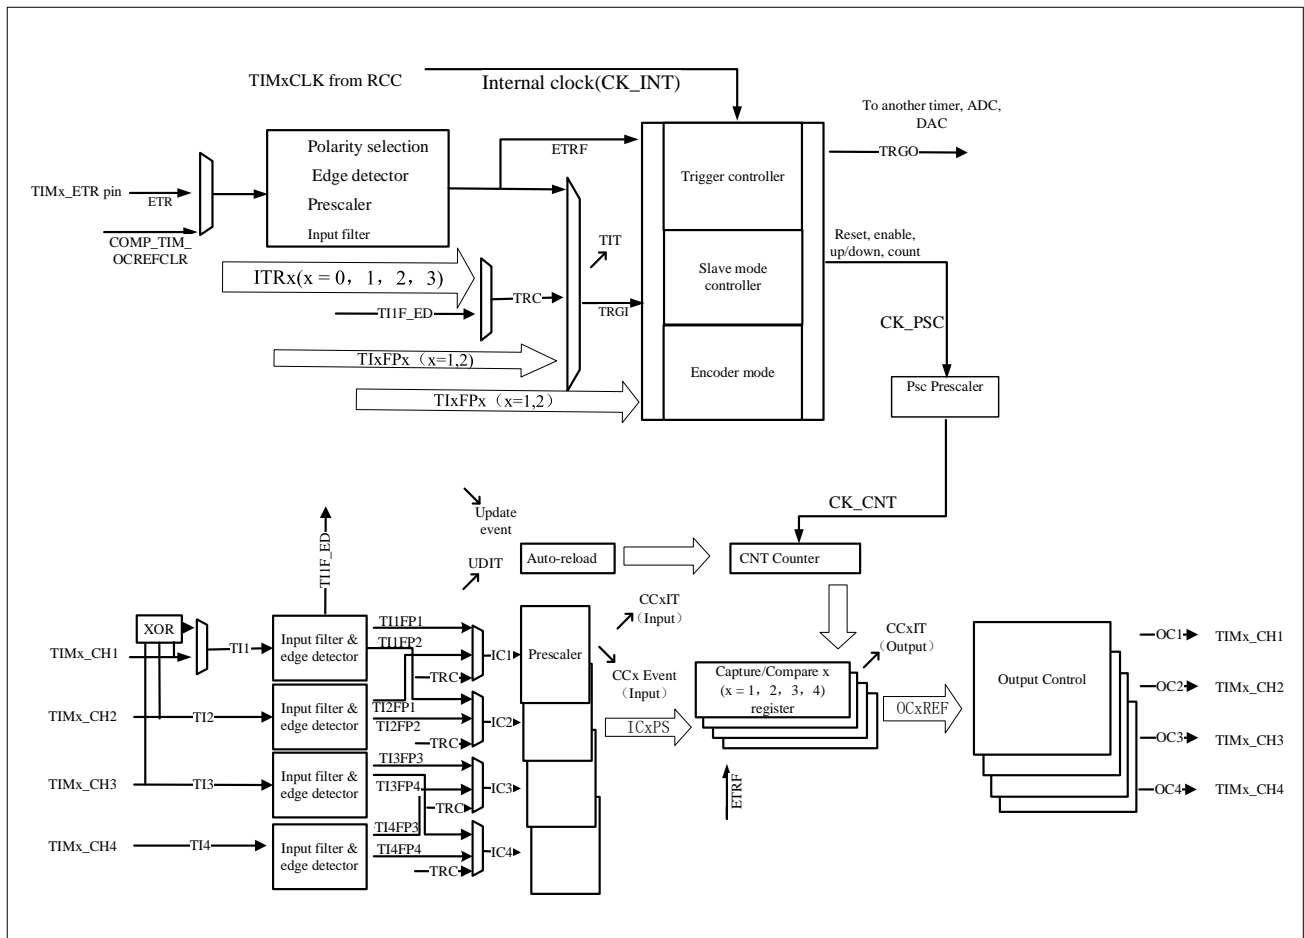 TIMxCLK from RCC
Internal clock(CK_INT)
To another timer, ADC,
DAC
TRGO
Polarity selection
Edge detector
Prescaler
Input filter
ETRF
TIMx_ETR pin
ETR
COMP_TIM_
OCREFCLR
Trigger controller
Slave mode
controller
Encoder mode
TIT
TRGI
ITRx(x = 0，1，2，3)
TRC
TI1F_ED
TIxFPx（x=1,2)
TIxFPx（x=1,2)
Reset, enable,
up/down, count
CK_PSC
Psc Prescaler
CK_CNT
Update
event
UDIT
Auto-reload
CNT Counter
TI1F_ED
XOR
TIMx_CH1
TI1
Input filter &
edge detector
TI1FP1
TI1FP2
TRC
IC1
Prescaler
CCxIT
（Input）
CCx Event
（Input）
TIMx_CH2
TI2
Input filter &
edge detector
TI2FP1
TI2FP2
TRC
IC2
ICxPS
Capture/Compare x
(x = 1，2，3，4)
register
CCxIT
(Output）
OCxREF
ETRF
TIMx_CH3
TI3
Input filter &
edge detector
TI3FP3
TI3FP4
TRC
IC3
TIMx_CH4
TI4
Input filter &
edge detector
TI4FP3
TI4FP4
TRC
IC4
Output Control
OC1
TIMx_CH1
OC2
TIMx_CH2
OC3
TIMx_CH3
OC4
TIMx_CH4